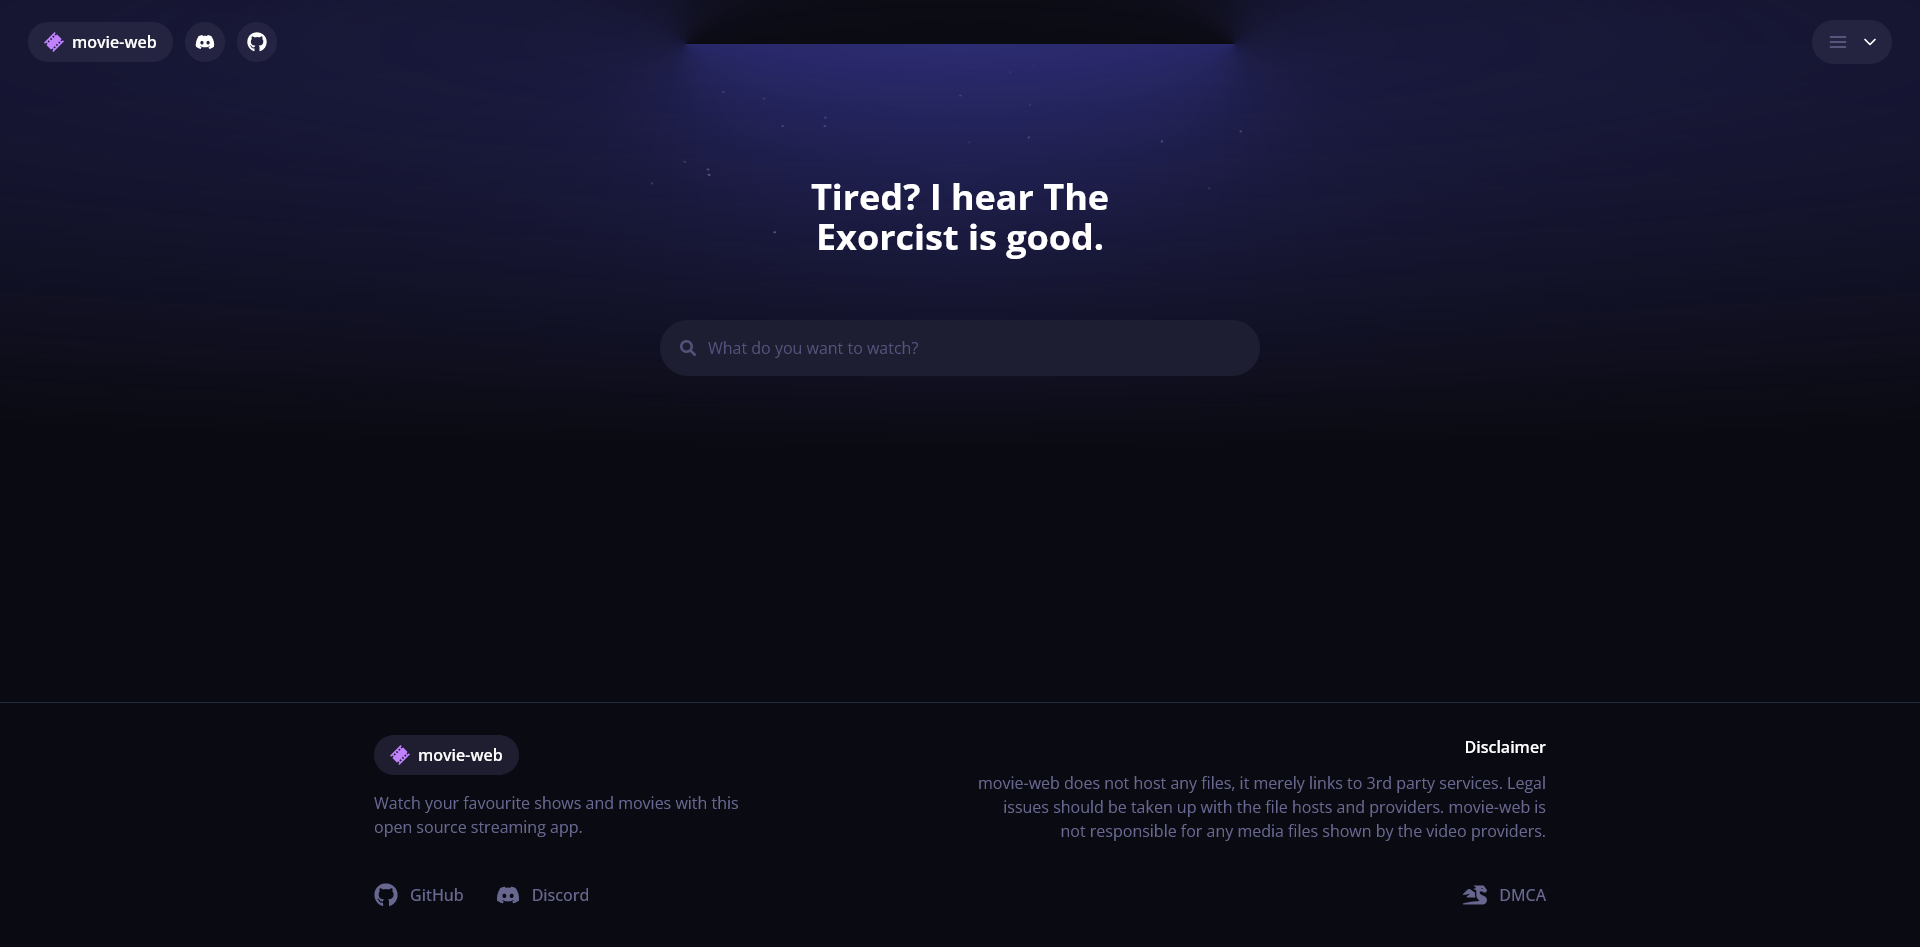 movie-web
Tired? I hear The
Exorcist is good.
What do you want to watch?
movie-web
Watch your favourite shows and movies with this
open source streaming app.
GitHub
Discord
Disclaimer
movie-web does not host any files, it merely links to 3rd party services. Legal
issues should be taken up with the file hosts and providers. movie-web is
not responsible for any media files shown by the video providers.
DMCA